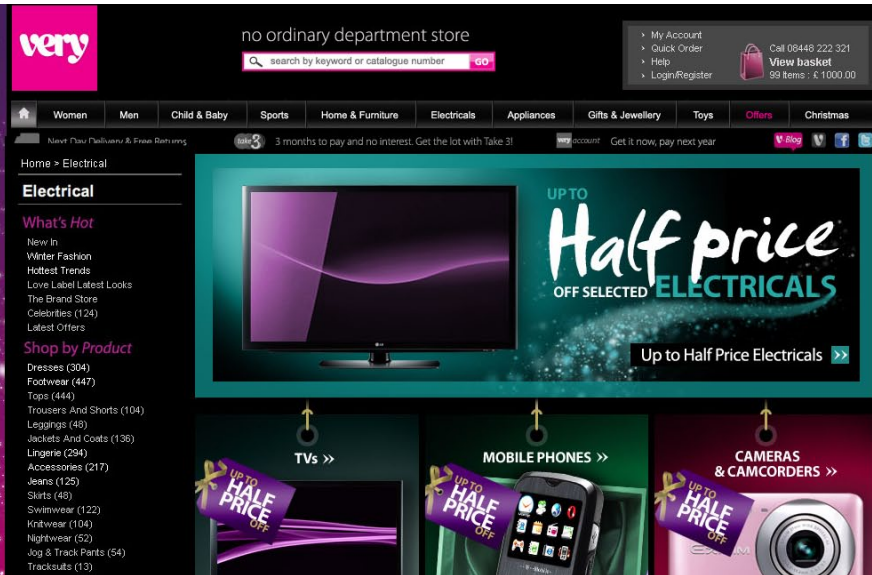 very
no ordinary department store
search by keyword or catalogue number GO
My Account
Quick Order
Help
Login/Register
Call 08448 222 321
View basket
99 Items : £ 1000.00
Women Men Child & Baby Sports Home & Furniture Electricals Appliances Gifts & Jewellery Toys Offers Christmas
Next Day Delivery & Free Returns take 3 3 months to pay and no interest. Get the lot with Take 3! very account Get it now, pay next year V-Blog V f
Home > Electrical
Electrical
What's Hot
New In
Winter Fashion
Hottest Trends
Love Label Latest Looks
The Brand Store
Celebrities (124)
Latest Offers
Shop by Product
Dresses (304)
Footwear (447)
Tops (444)
Trousers And Shorts (104)
Leggings (48)
Jackets And Coats (136)
Lingerie (294)
Accessories (217)
Jeans (125)
Skirts (48)
Swimwear (122)
Knitwear (104)
Nightwear (52)
Jog & Track Pants (54)
Tracksuits (13)
LG
UP TO
Half price
OFF SELECTED ELECTRICALS
Up to Half Price Electricals >>
TVs >>
UP TO
HALF
PRICE
OFF
MOBILE PHONES >>
UP TO
HALF
PRICE
OFF
CAMERAS
& CAMCORDERS >>
UP TO
HALF
PRICE
OFF